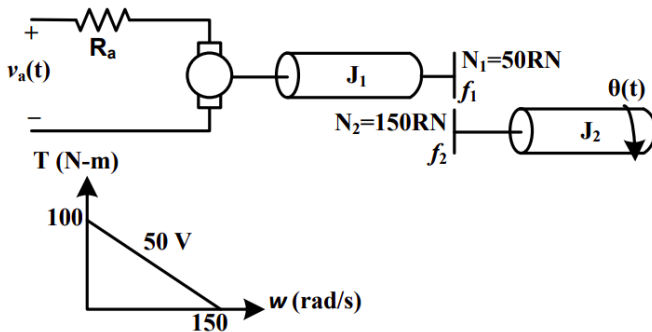 +
Rₐ
vₐ(t)
−
J₁
N₁=50RN
f₁
θ(t)
N₂=150RN
f₂
J₂
T (N-m)
100
50 V
w (rad/s)
150